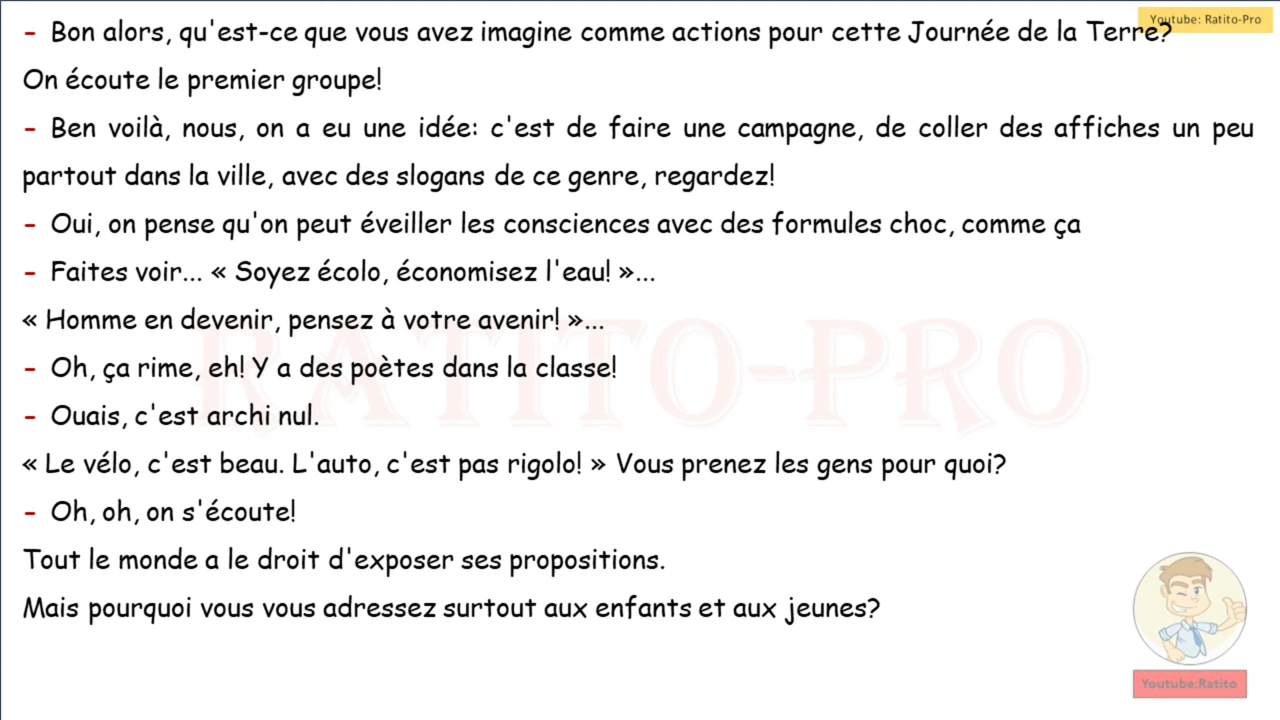 Youtube: Ratito-Pro
- Bon alors, qu'est-ce que vous avez imagine comme actions pour cette Journée de la Terre?
On écoute le premier groupe!
- Ben voilà, nous, on a eu une idée: c'est de faire une campagne, de coller des affiches un peu
partout dans la ville, avec des slogans de ce genre, regardez!
- Oui, on pense qu'on peut éveiller les consciences avec des formules choc, comme ça
- Faites voir... « Soyez écolo, économisez l'eau! »...
« Homme en devenir, pensez à votre avenir! »...
- Oh, ça rime, eh! Y a des poètes dans la classe!
- Ouais, c'est archi nul.
« Le vélo, c'est beau. L'auto, c'est pas rigolo! » Vous prenez les gens pour quoi?
- Oh, oh, on s'écoute!
Tout le monde a le droit d'exposer ses propositions.
Mais pourquoi vous vous adressez surtout aux enfants et aux jeunes?
RATITO-PRO
Youtube:Ratito